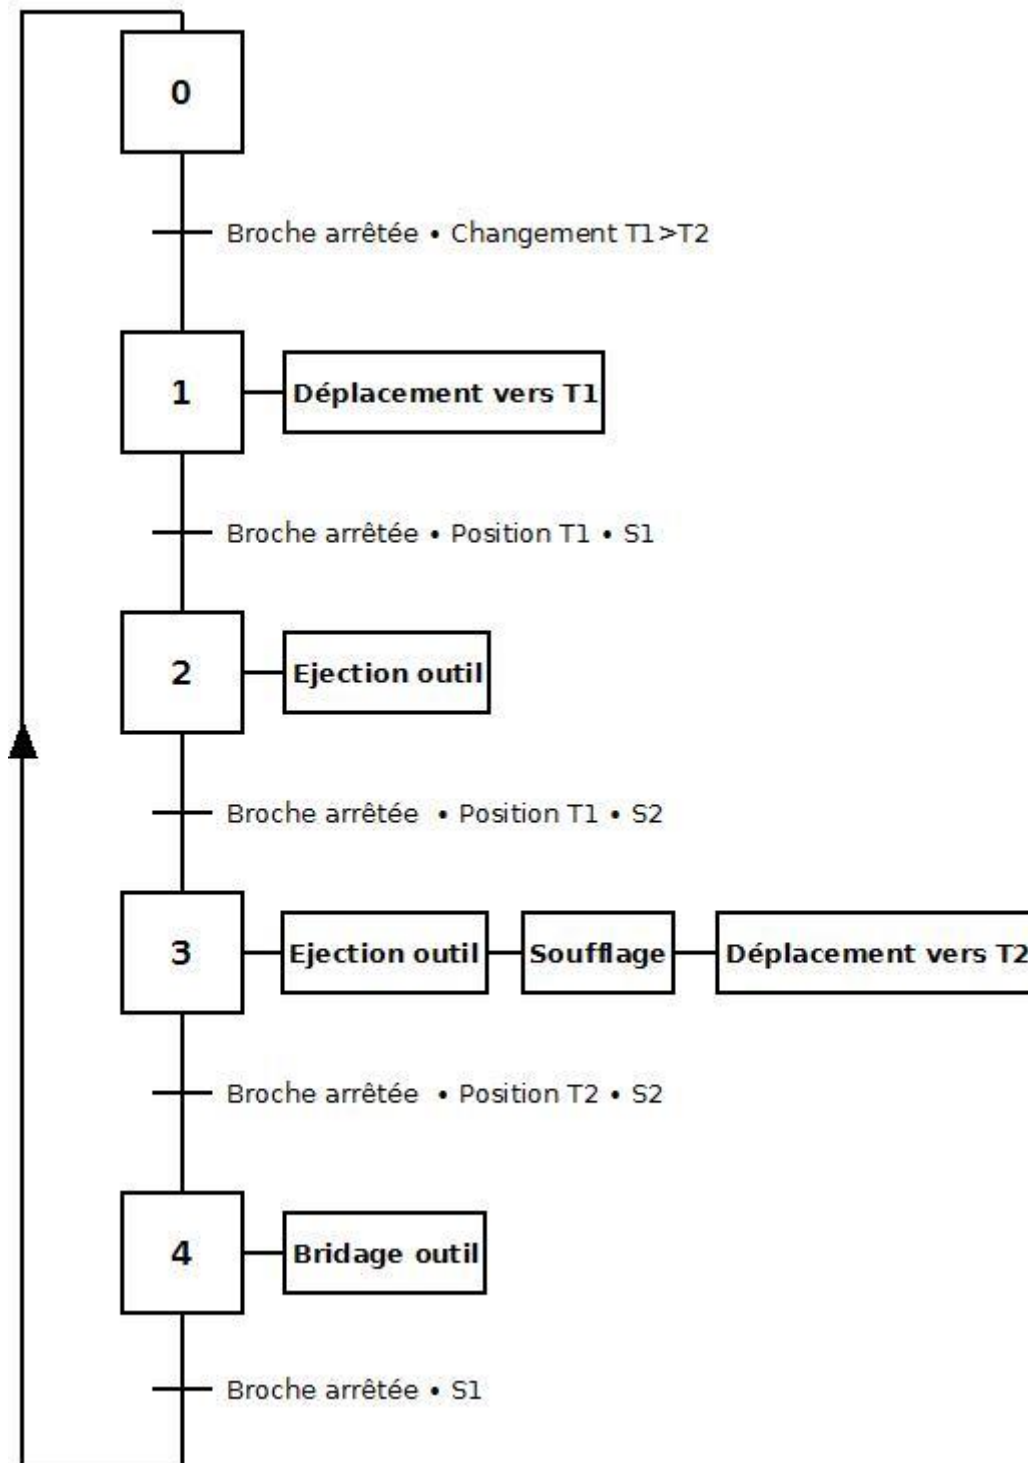 0
Broche arrêtée • Changement T1>T2
1
Déplacement vers T1
Broche arrêtée • Position T1 • S1
2
Ejection outil
Broche arrêtée • Position T1 • S2
3
Ejection outil
Soufflage
Déplacement vers T2
Broche arrêtée • Position T2 • S2
4
Bridage outil
Broche arrêtée • S1